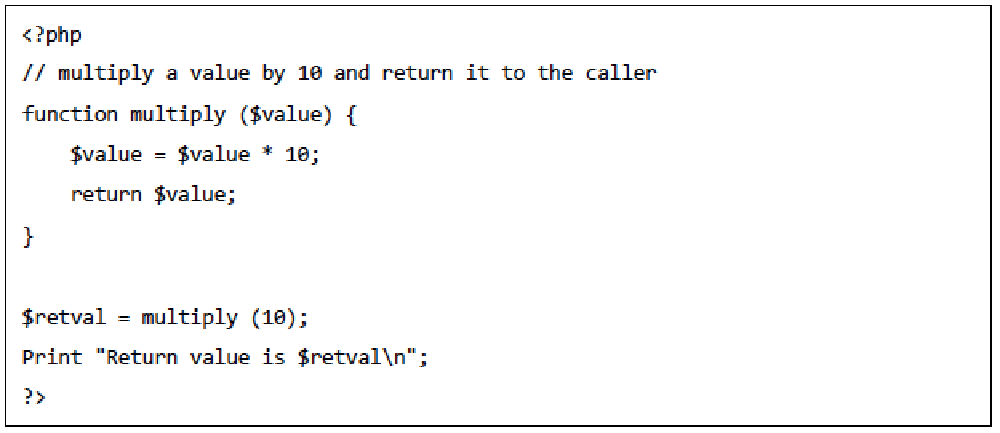 <?php
// multiply a value by 10 and return it to the caller
function multiply ($value) {
    $value = $value * 10;
    return $value;
}

$retval = multiply (10);
Print "Return value is $retval\n";
?>